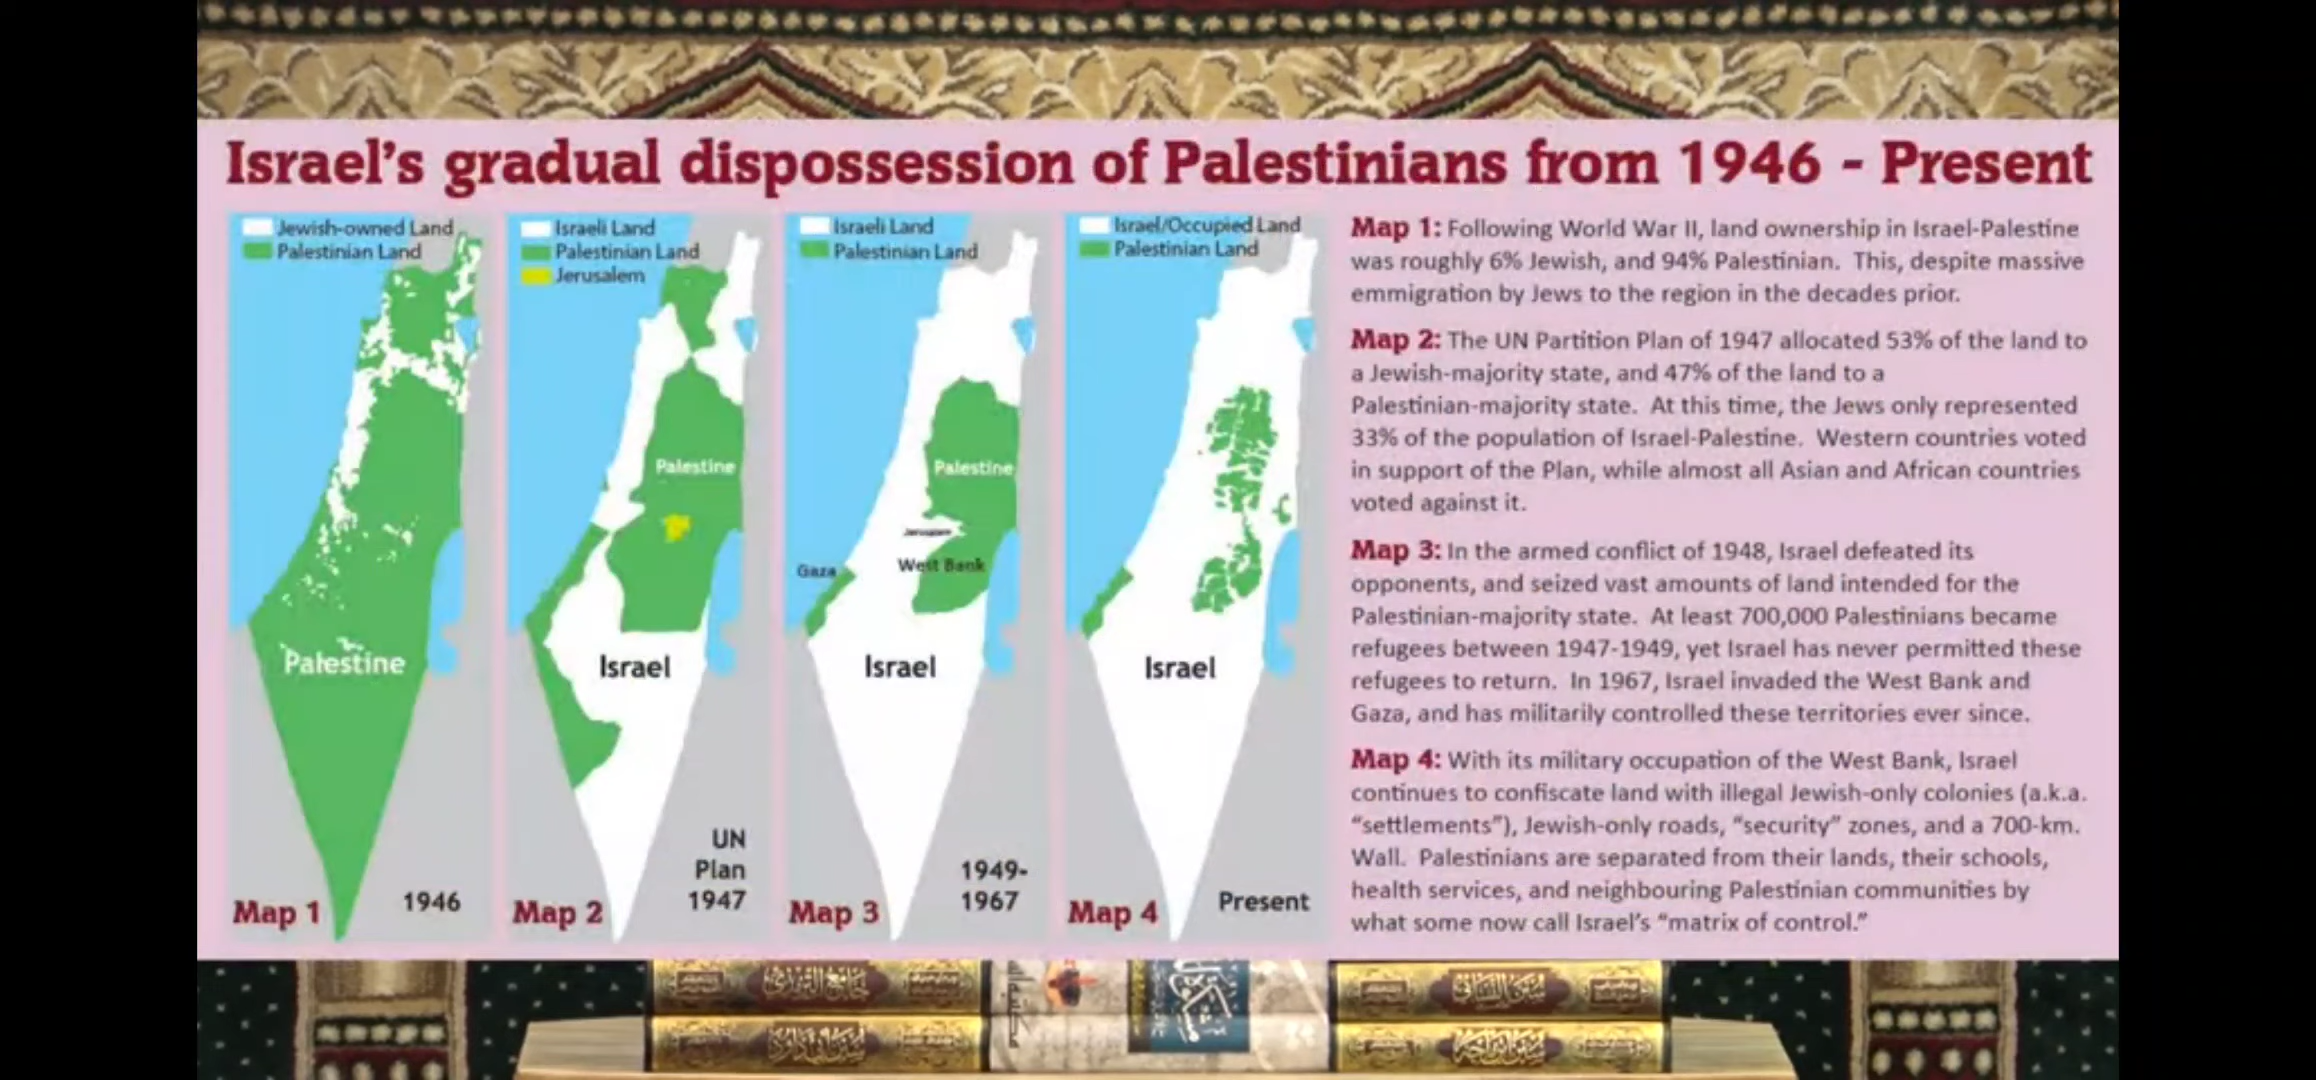 Israel's gradual dispossession of Palestinians from 1946 - Present
Jewish-owned Land
Palestinian Land
Palestine
Map 1
1946
Israeli Land
Palestinian Land
Jerusalem
Palestine
Israel
UN
Plan
1947
Map 2
Israeli Land
Palestinian Land
Palestine
Jerusalem
Gaza
West Bank
Israel
1949-
1967
Map 3
Israel/Occupied Land
Palestinian Land
Israel
Map 4
Present
Map 1: Following World War II, land ownership in Israel-Palestine
was roughly 6% Jewish, and 94% Palestinian. This, despite massive
emmigration by Jews to the region in the decades prior.
Map 2: The UN Partition Plan of 1947 allocated 53% of the land to
a Jewish-majority state, and 47% of the land to a
Palestinian-majority state. At this time, the Jews only represented
33% of the population of Israel-Palestine. Western countries voted
in support of the Plan, while almost all Asian and African countries
voted against it.
Map 3: In the armed conflict of 1948, Israel defeated its
opponents, and seized vast amounts of land intended for the
Palestinian-majority state. At least 700,000 Palestinians became
refugees between 1947-1949, yet Israel has never permitted these
refugees to return. In 1967, Israel invaded the West Bank and
Gaza, and has militarily controlled these territories ever since.
Map 4: With its military occupation of the West Bank, Israel
continues to confiscate land with illegal Jewish-only colonies (a.k.a.
"settlements"), Jewish-only roads, "security" zones, and a 700-km.
Wall. Palestinians are separated from their lands, their schools,
health services, and neighbouring Palestinian communities by
what some now call Israel's "matrix of control."
جامع الترمذي
سنن النسائي
سنن أبي داود
سنن ابن ماجه